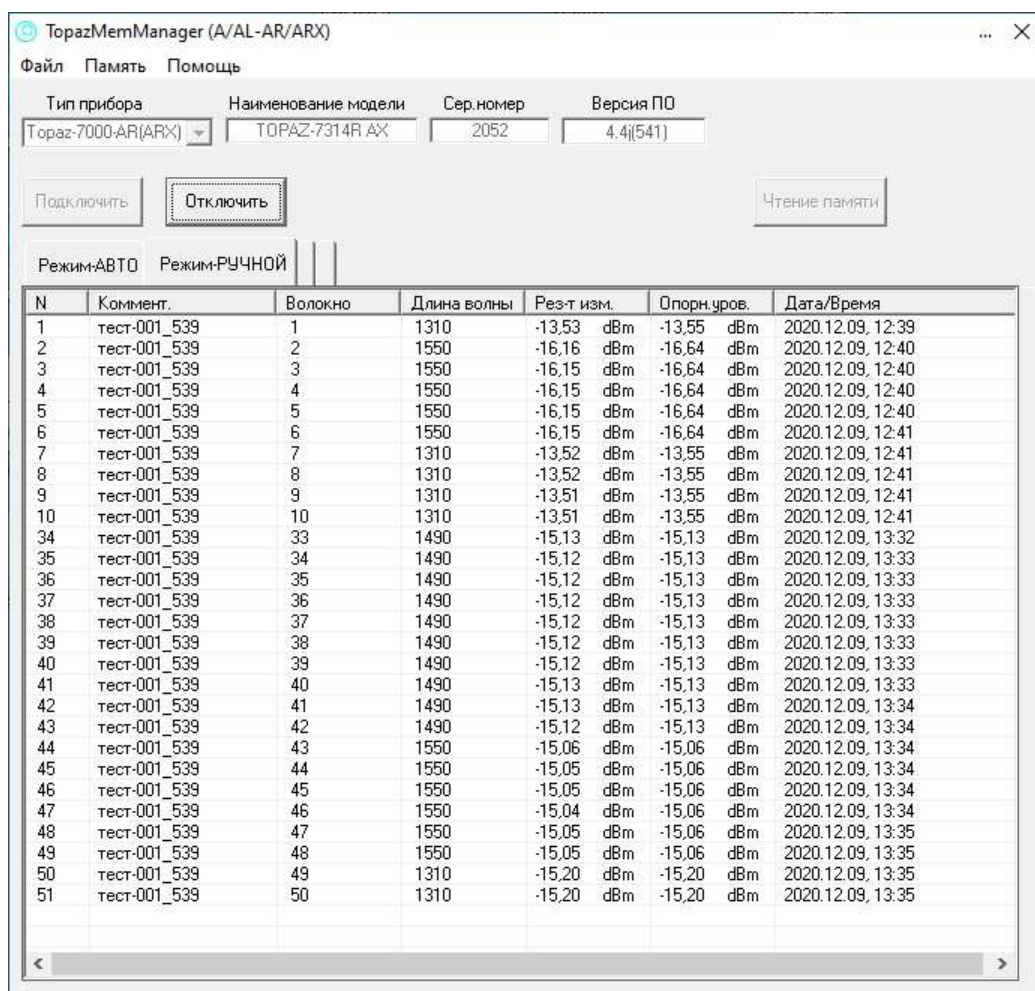 TopazMemManager (A/AL-AR/ARX)
Файл Память Помощь
Тип прибора Наименование модели Сер.номер Версия ПО
Topaz-7000-AR(ARX) TOPAZ-7314R AX 2052 4.4j(541)
Подключить Отключить Чтение памяти
Режим-АВТО Режим-РУЧНОЙ
N Коммент. Волокно Длина волны Рез-т изм. Опорн.уров. Дата/Время
1 тест-001_539 1 1310 -13,53 dBm -13,55 dBm 2020.12.09, 12:39
2 тест-001_539 2 1550 -16,16 dBm -16,64 dBm 2020.12.09, 12:40
3 тест-001_539 3 1550 -16,15 dBm -16,64 dBm 2020.12.09, 12:40
4 тест-001_539 4 1550 -16,15 dBm -16,64 dBm 2020.12.09, 12:40
5 тест-001_539 5 1550 -16,15 dBm -16,64 dBm 2020.12.09, 12:40
6 тест-001_539 6 1550 -16,15 dBm -16,64 dBm 2020.12.09, 12:41
7 тест-001_539 7 1310 -13,52 dBm -13,55 dBm 2020.12.09, 12:41
8 тест-001_539 8 1310 -13,52 dBm -13,55 dBm 2020.12.09, 12:41
9 тест-001_539 9 1310 -13,51 dBm -13,55 dBm 2020.12.09, 12:41
10 тест-001_539 10 1310 -13,51 dBm -13,55 dBm 2020.12.09, 12:41
34 тест-001_539 33 1490 -15,13 dBm -15,13 dBm 2020.12.09, 13:32
35 тест-001_539 34 1490 -15,12 dBm -15,13 dBm 2020.12.09, 13:33
36 тест-001_539 35 1490 -15,12 dBm -15,13 dBm 2020.12.09, 13:33
37 тест-001_539 36 1490 -15,12 dBm -15,13 dBm 2020.12.09, 13:33
38 тест-001_539 37 1490 -15,12 dBm -15,13 dBm 2020.12.09, 13:33
39 тест-001_539 38 1490 -15,12 dBm -15,13 dBm 2020.12.09, 13:33
40 тест-001_539 39 1490 -15,12 dBm -15,13 dBm 2020.12.09, 13:33
41 тест-001_539 40 1490 -15,13 dBm -15,13 dBm 2020.12.09, 13:33
42 тест-001_539 41 1490 -15,13 dBm -15,13 dBm 2020.12.09, 13:34
43 тест-001_539 42 1490 -15,12 dBm -15,13 dBm 2020.12.09, 13:34
44 тест-001_539 43 1550 -15,06 dBm -15,06 dBm 2020.12.09, 13:34
45 тест-001_539 44 1550 -15,05 dBm -15,06 dBm 2020.12.09, 13:34
46 тест-001_539 45 1550 -15,05 dBm -15,06 dBm 2020.12.09, 13:34
47 тест-001_539 46 1550 -15,04 dBm -15,06 dBm 2020.12.09, 13:34
48 тест-001_539 47 1550 -15,05 dBm -15,06 dBm 2020.12.09, 13:35
49 тест-001_539 48 1550 -15,05 dBm -15,06 dBm 2020.12.09, 13:35
50 тест-001_539 49 1310 -15,20 dBm -15,20 dBm 2020.12.09, 13:35
51 тест-001_539 50 1310 -15,20 dBm -15,20 dBm 2020.12.09, 13:35